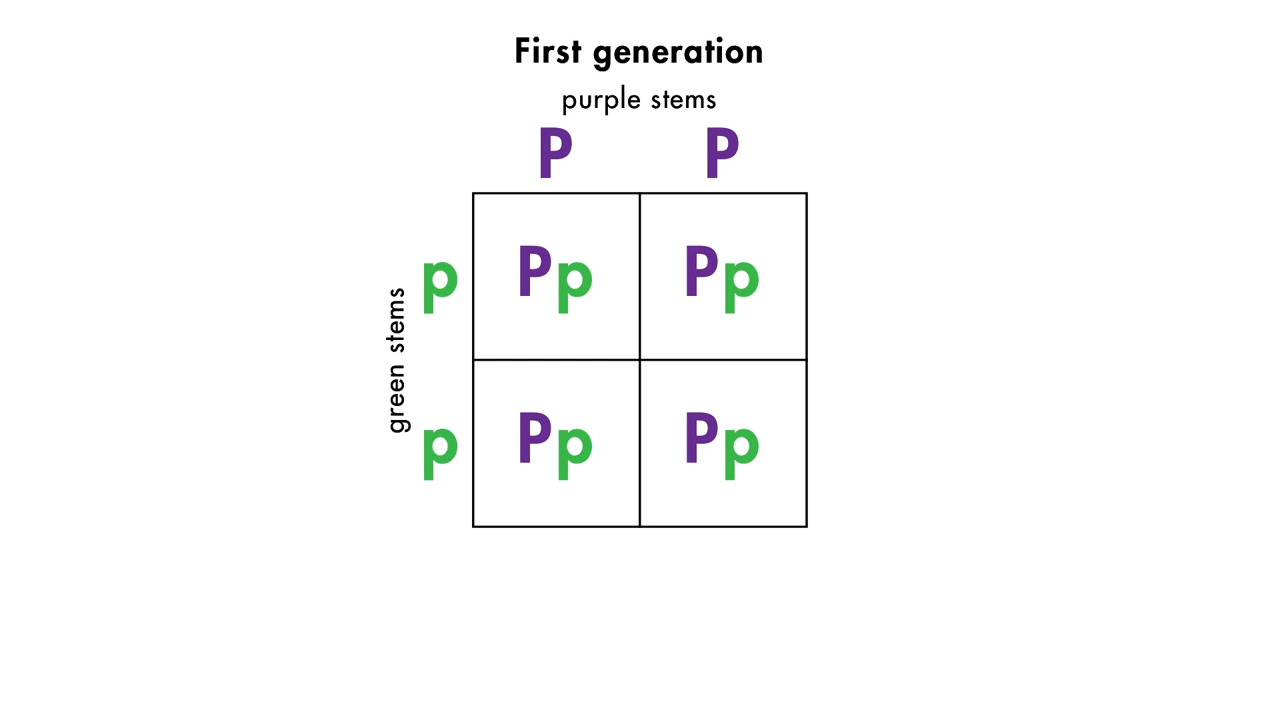 First generation
purple stems
P P
green stems
p Pp Pp
p Pp Pp